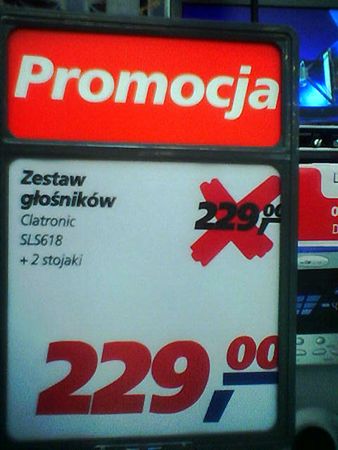 Promocja
Zestaw
głośników
Clatronic
SLS618
+ 2 stojaki
229,00
229,00